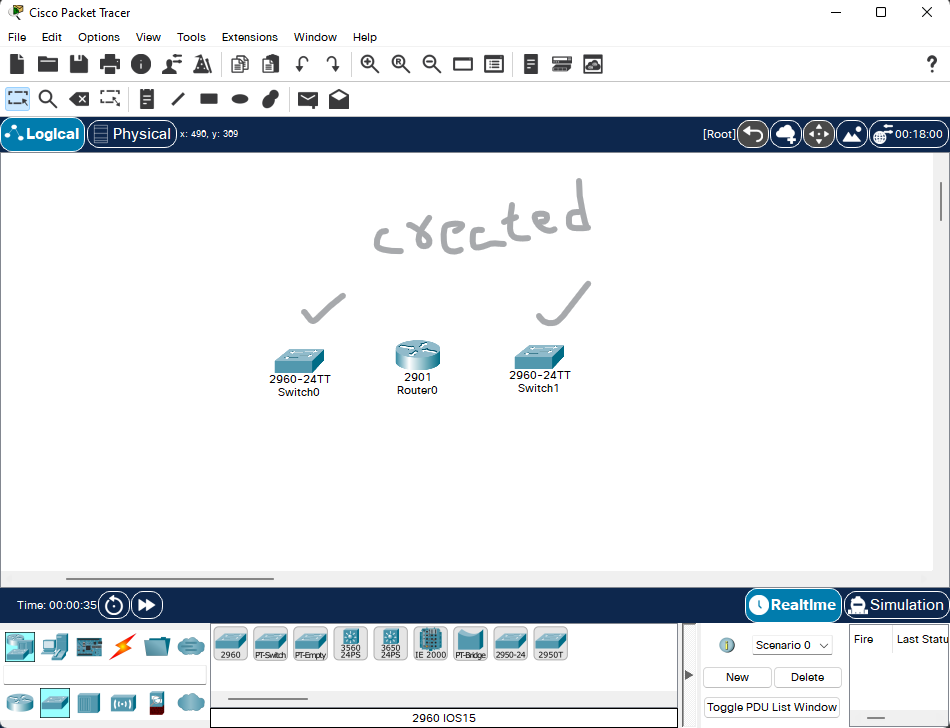 Cisco Packet Tracer
File Edit Options View Tools Extensions Window Help
Logical Physical x: 490, y: 309 [Root] 00:18:00
created
2960-24TT
Switch0
2901
Router0
2960-24TT
Switch1
Time: 00:00:35 Realtime Simulation
2960 PT-Switch PT-Empty 3560 24PS 3650 24PS IE 2000 PT-Bridge 2950-24 2950T
2960 IOS15
Scenario 0
New Delete
Toggle PDU List Window
Fire Last Statu